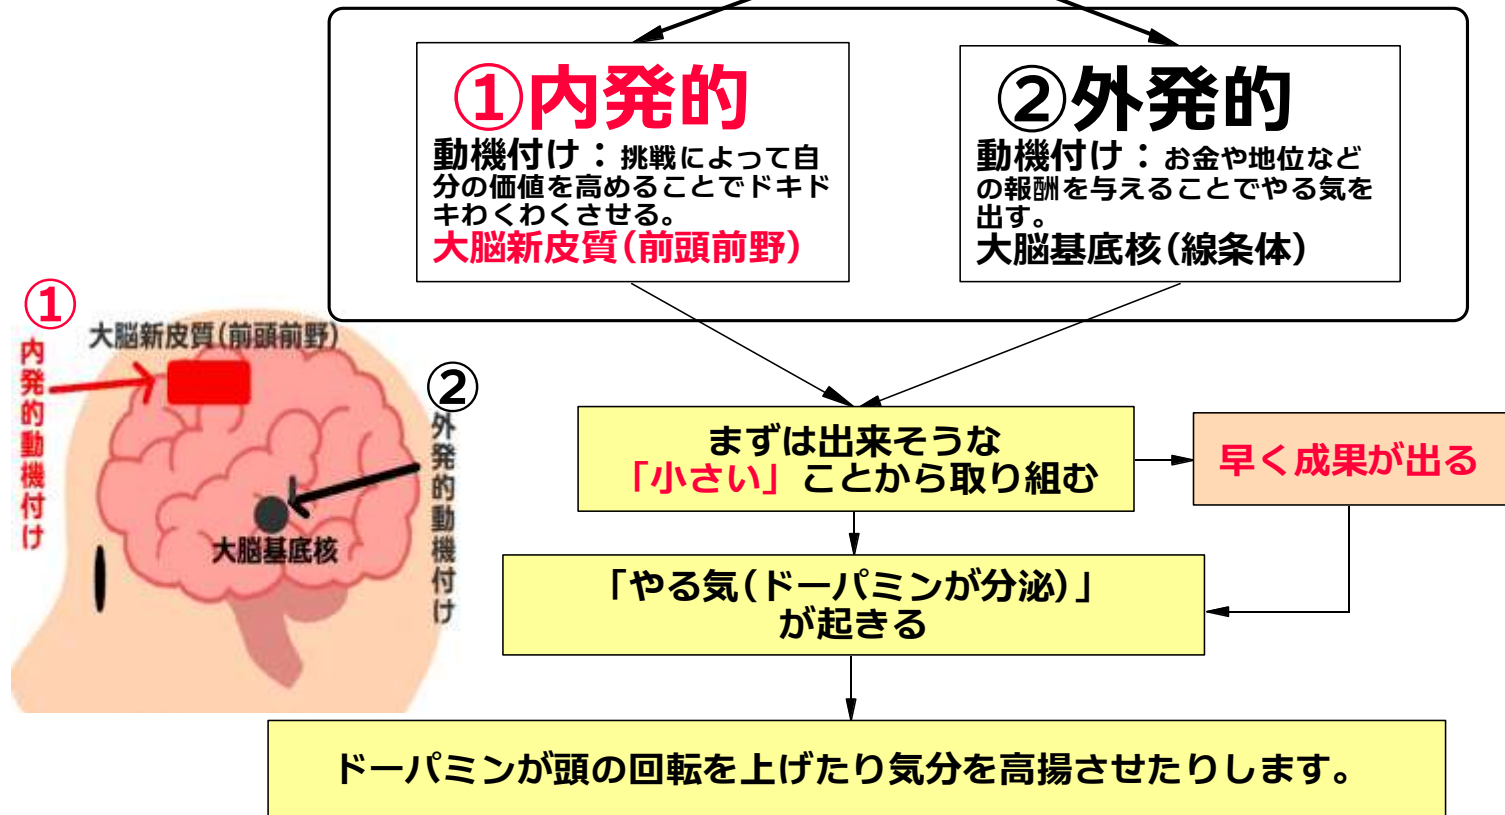 ①内発的
動機付け：挑戦によって自
分の価値を高めることでドキド
キわくわくさせる。
大脳新皮質(前頭前野)
②外発的
動機付け：お金や地位など
の報酬を与えることでやる気を
出す。
大脳基底核(線条体)
①
内発的動機付け
大脳新皮質(前頭前野)
②
外発的動機付け
大脳基底核
まずは出来そうな
「小さい」ことから取り組む
早く成果が出る
「やる気(ドーパミンが分泌)」
が起きる
ドーパミンが頭の回転を上げたり気分を高揚させたりします。